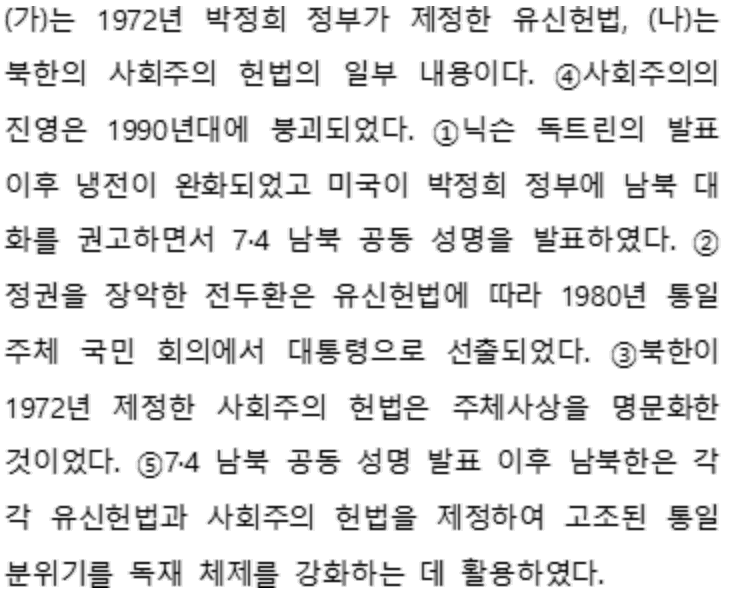 (가)는 1972년 박정희 정부가 제정한 유신헌법, (나)는
북한의 사회주의 헌법의 일부 내용이다. ④사회주의의
진영은 1990년대에 붕괴되었다. ①닉슨 독트린의 발표
이후 냉전이 완화되었고 미국이 박정희 정부에 남북 대
화를 권고하면서 7·4 남북 공동 성명을 발표하였다. ②
정권을 장악한 전두환은 유신헌법에 따라 1980년 통일
주체 국민 회의에서 대통령으로 선출되었다. ③북한이
1972년 제정한 사회주의 헌법은 주체사상을 명문화한
것이었다. ⑤7·4 남북 공동 성명 발표 이후 남북한은 각
각 유신헌법과 사회주의 헌법을 제정하여 고조된 통일
분위기를 독재 체제를 강화하는 데 활용하였다.